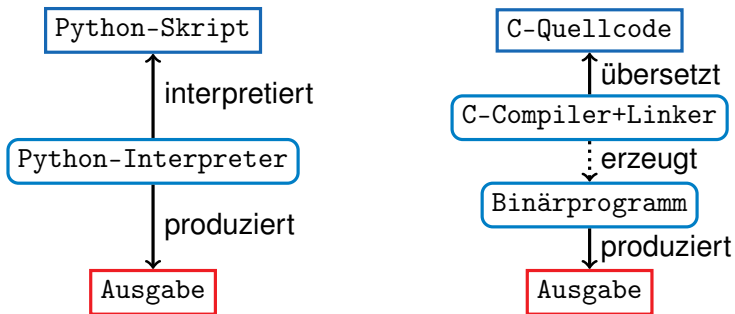 Python-Skript
interpretiert
Python-Interpreter
produziert
Ausgabe
C-Quellcode
übersetzt
C-Compiler+Linker
erzeugt
Binärprogramm
produziert
Ausgabe